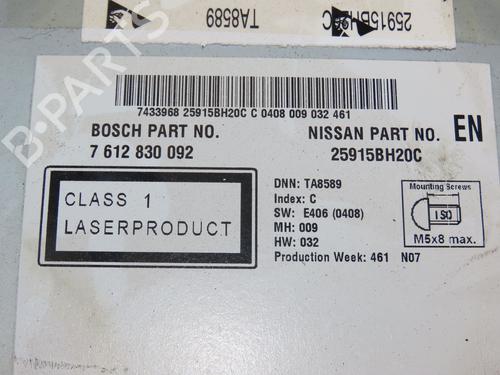 TA8589
25915BH20C
B-PARTS
7433968 25915BH20C C 0408 009 032 461
BOSCH PART NO.
7 612 830 092
NISSAN PART NO.
25915BH20C
EN
CLASS 1
LASERPRODUCT
DNN: TA8589
Index: C
SW: E406 (0408)
MH: 009
HW: 032
Production Week: 461 N07
Mounting Screws
ISO
M5x8 max.